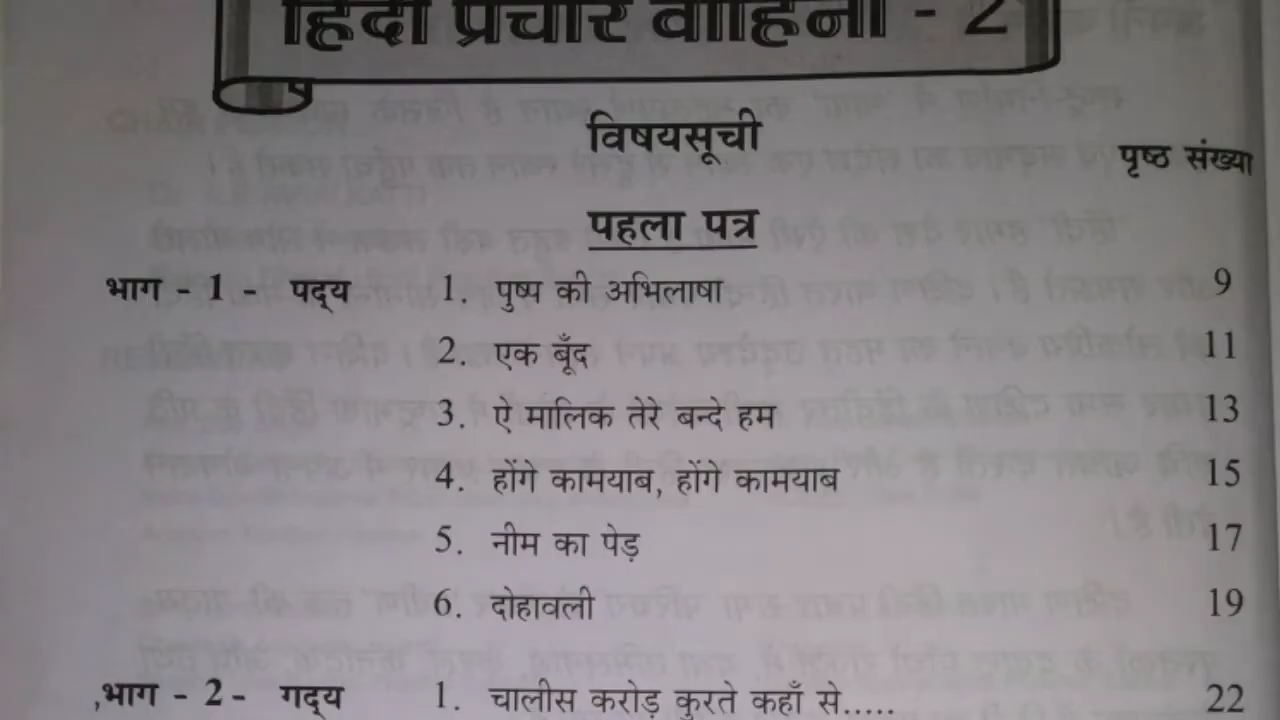 हिंदी प्रचार वाहिनी - 2
विषयसूची
पृष्ठ संख्या
पहला पत्र
भाग - 1 - पद्य 1. पुष्प की अभिलाषा 9
2. एक बूँद 11
3. ऐ मालिक तेरे बन्दे हम 13
4. होंगे कामयाब, होंगे कामयाब 15
5. नीम का पेड़ 17
6. दोहावली 19
भाग - 2 - गद्य 1. चालीस करोड़ कुरते कहाँ से..... 22